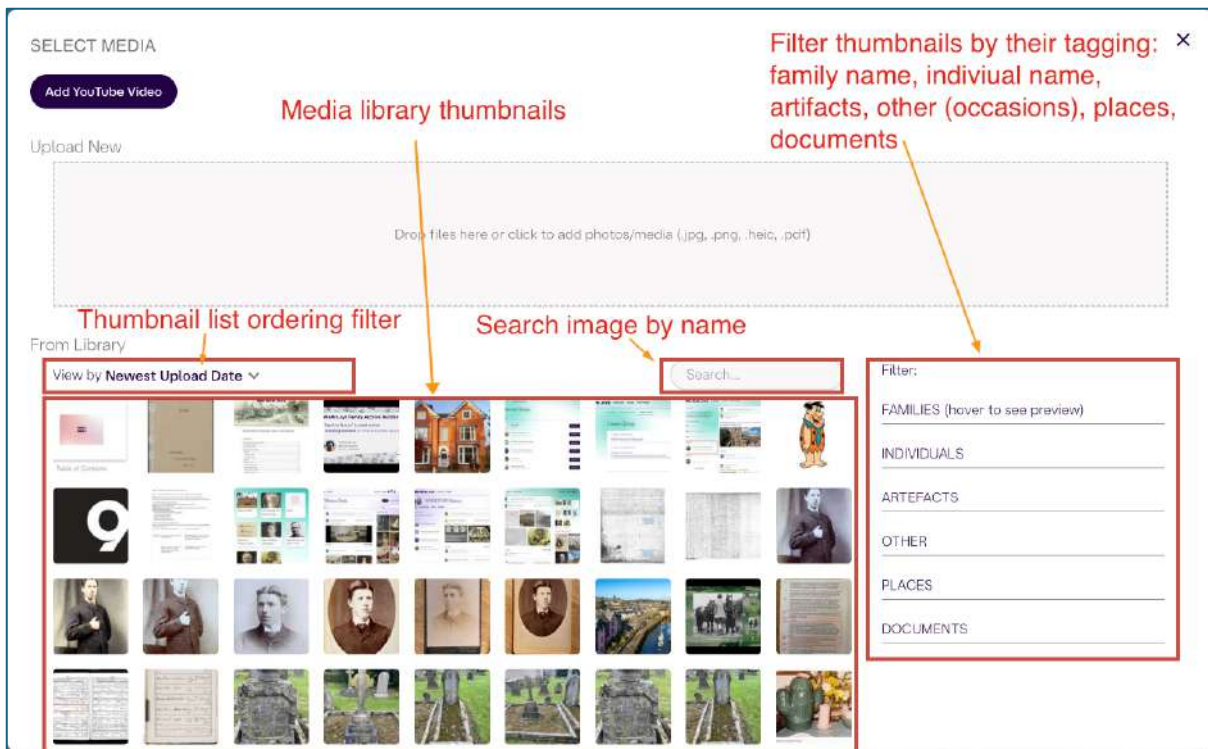 SELECT MEDIA
Add YouTube Video
Media library thumbnails
Filter thumbnails by their tagging:
family name, indiviual name,
artifacts, other (occasions), places,
documents
Upload New
Drop files here or click to add photos/media (.jpg, .png, .heic, .pdf)
Thumbnail list ordering filter
Search image by name
From Library
View by Newest Upload Date
Search...
Filter:
FAMILIES (hover to see preview)
INDIVIDUALS
ARTEFACTS
OTHER
PLACES
DOCUMENTS
Table of Contents
9